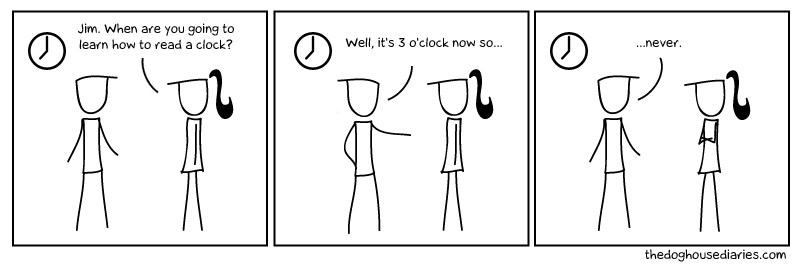 Jim. When are you going to
learn how to read a clock?
Well, it's 3 o'clock now so...
...never.
thedoghousediaries.com